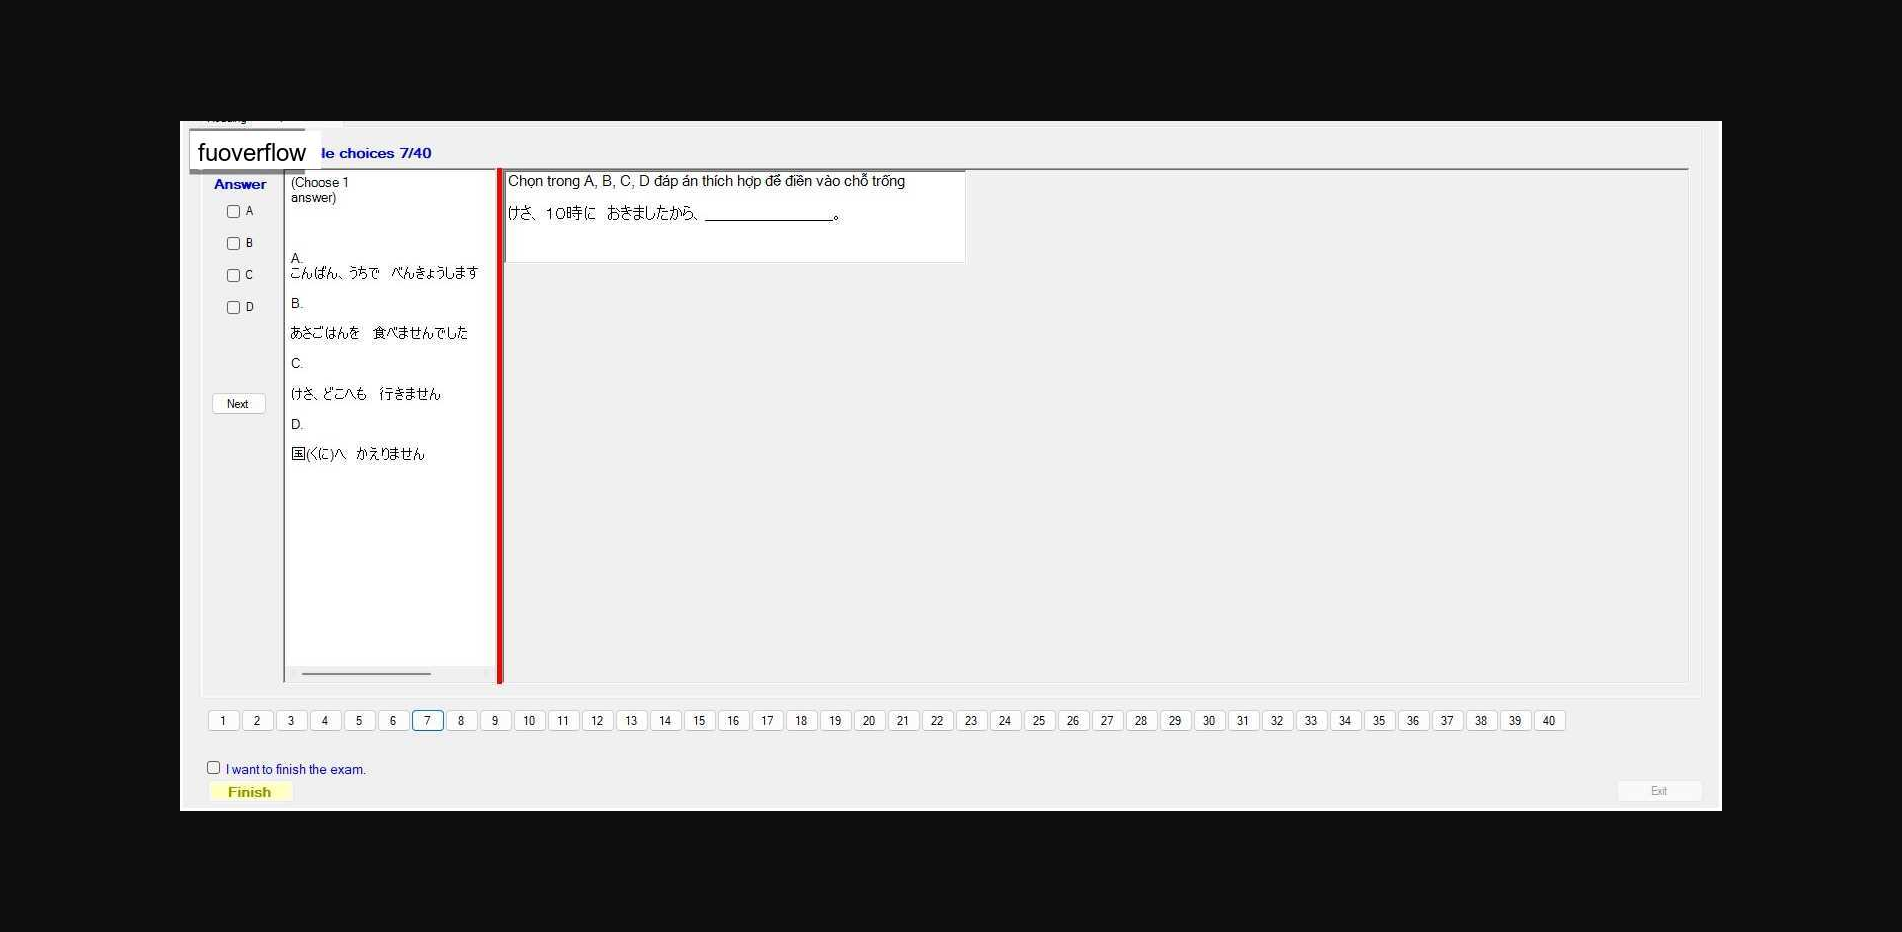 fuoverflow
le choices 7/40
Answer
A
B
C
D
Next
(Choose 1
answer)
A.
こんばん、うちで　べんきょうします
B.
あさごはんを　食べませんでした
C.
けさ、どこへも　行きません
D.
国(くに)へ　かえりません
Chọn trong A, B, C, D đáp án thích hợp để điền vào chỗ trống
けさ、１０時に　おきましたから、________________。
1 2 3 4 5 6 7 8 9 10 11 12 13 14 15 16 17 18 19 20 21 22 23 24 25 26 27 28 29 30 31 32 33 34 35 36 37 38 39 40
I want to finish the exam.
Finish
Exit